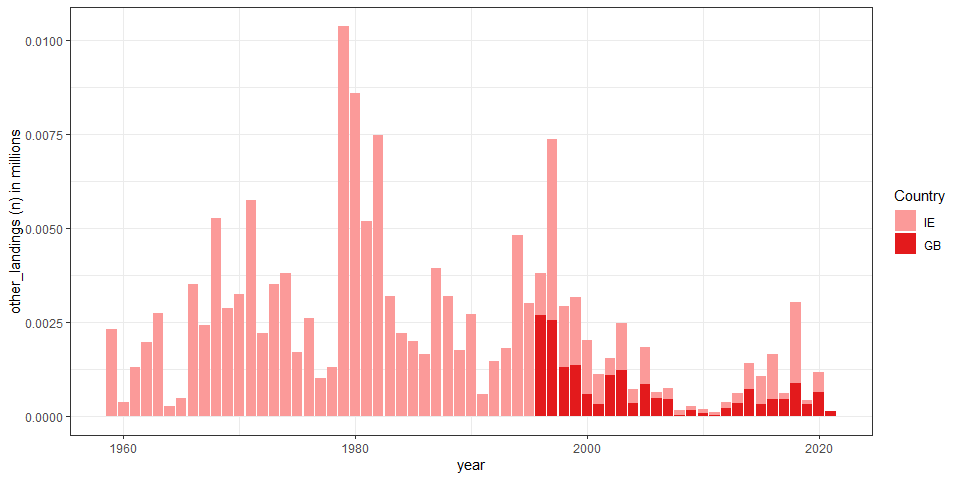 other_landings (n) in millions
0.0100
0.0075
0.0050
0.0025
0.0000
1960
1980
2000
2020
year
Country
IE
GB